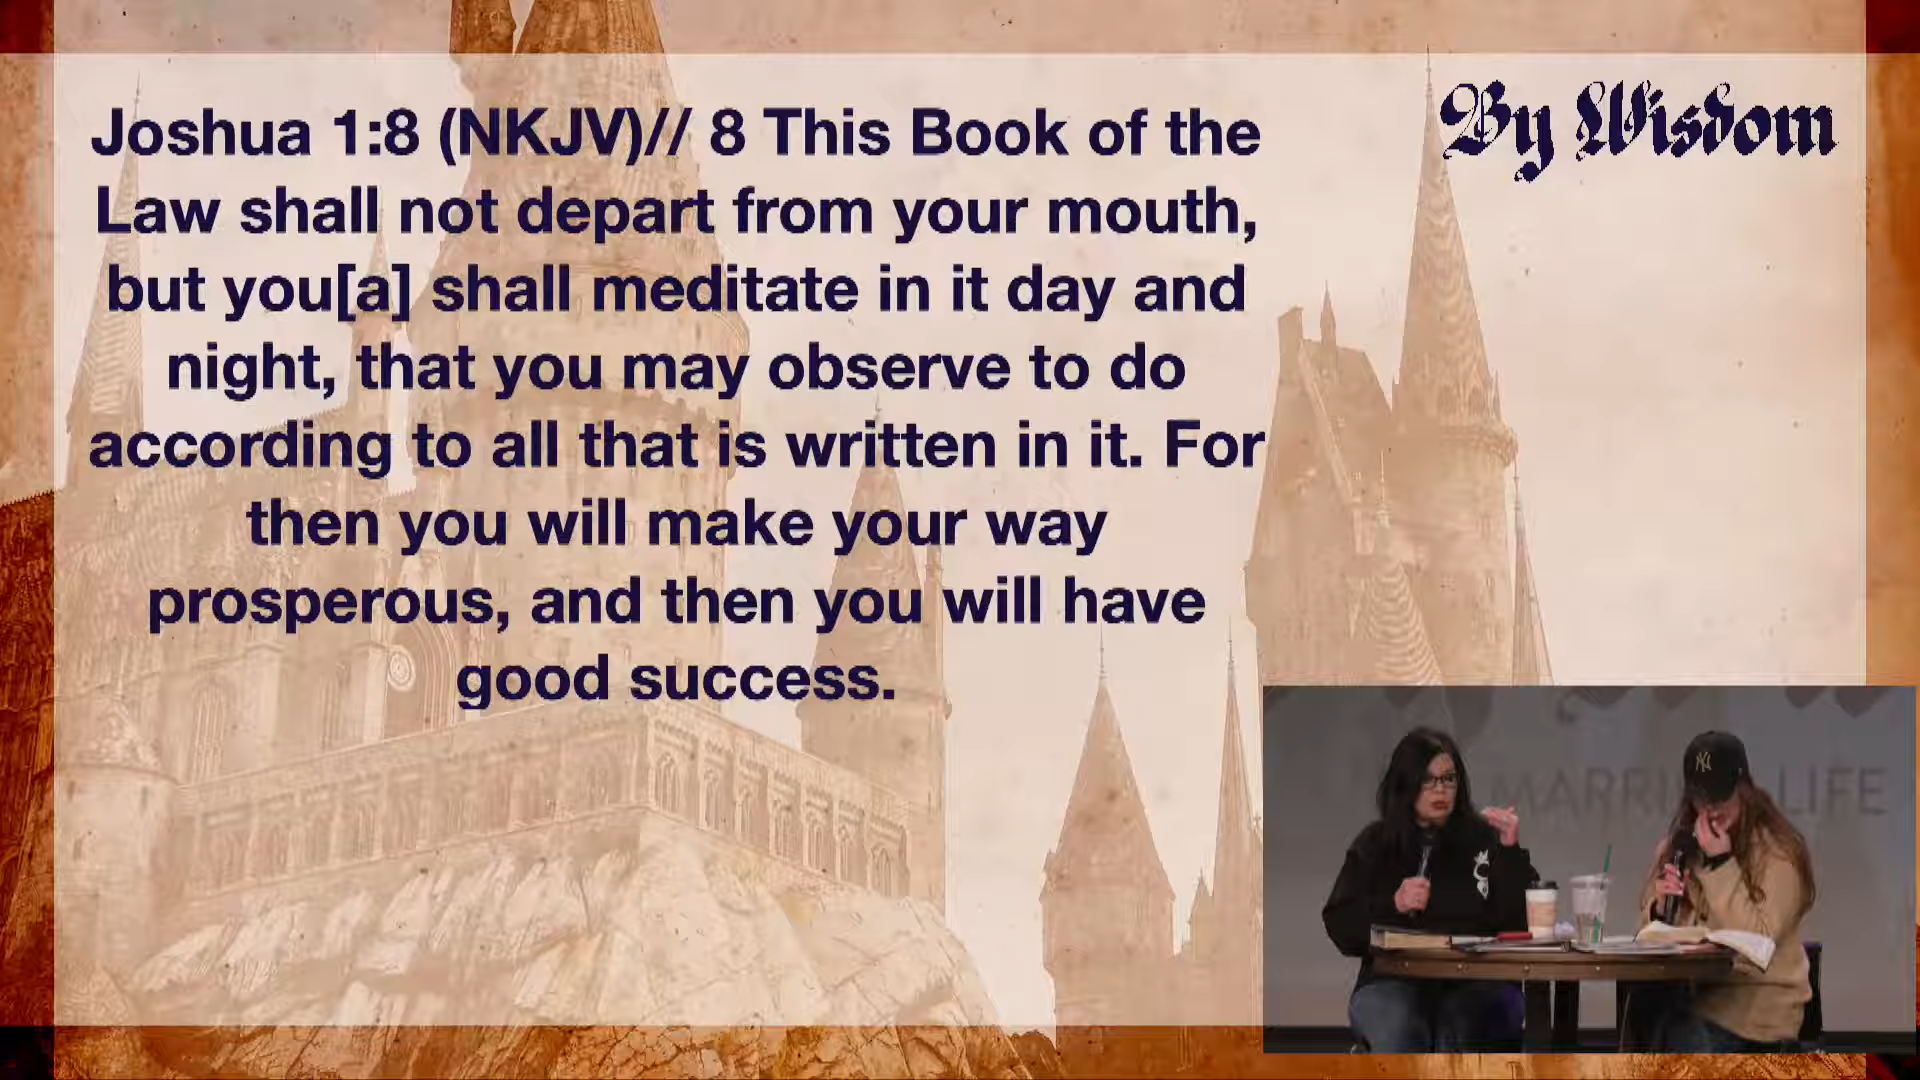 Joshua 1:8 (NKJV)// 8 This Book of the
Law shall not depart from your mouth,
but you[a] shall meditate in it day and
night, that you may observe to do
according to all that is written in it. For
then you will make your way
prosperous, and then you will have
good success.
By Wisdom
NY
LIFE